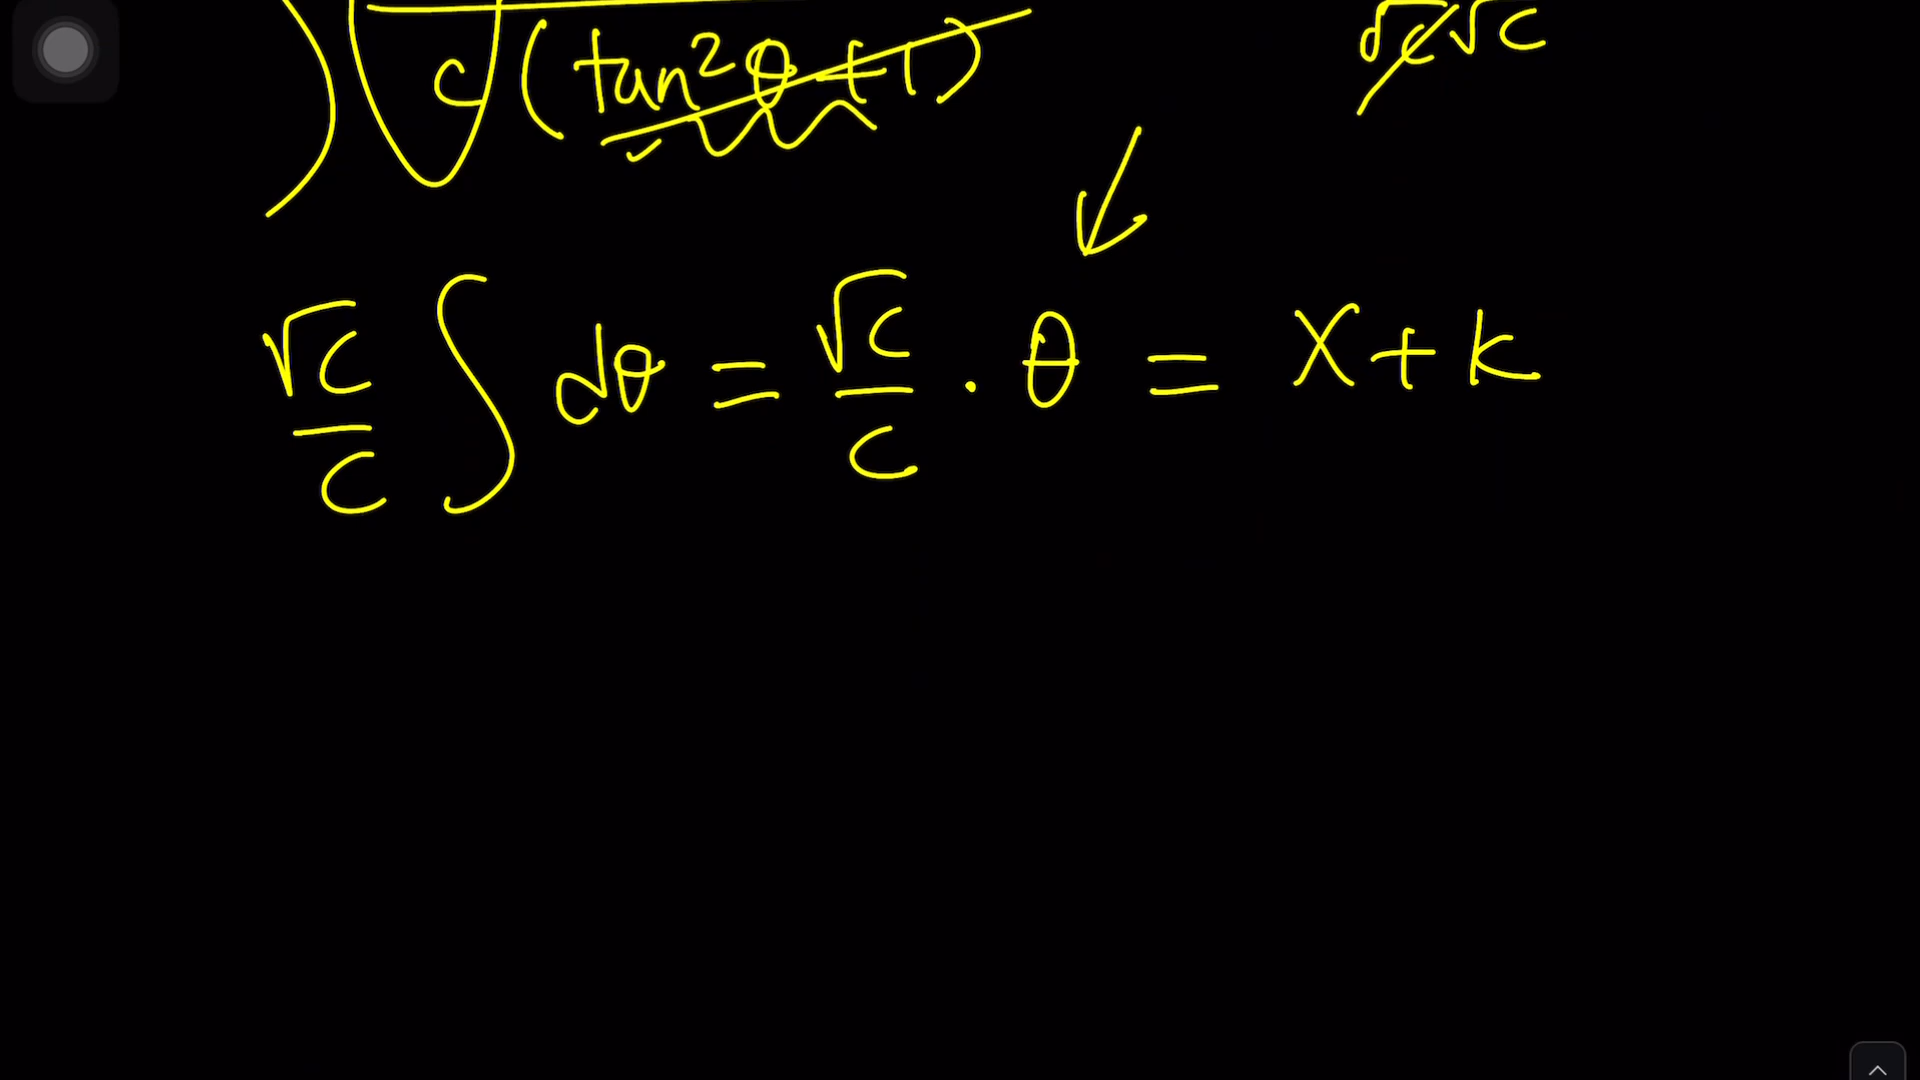 c (tan²θ + 1) √c √c
√c/c ∫ dθ = √c/c · θ = x + k